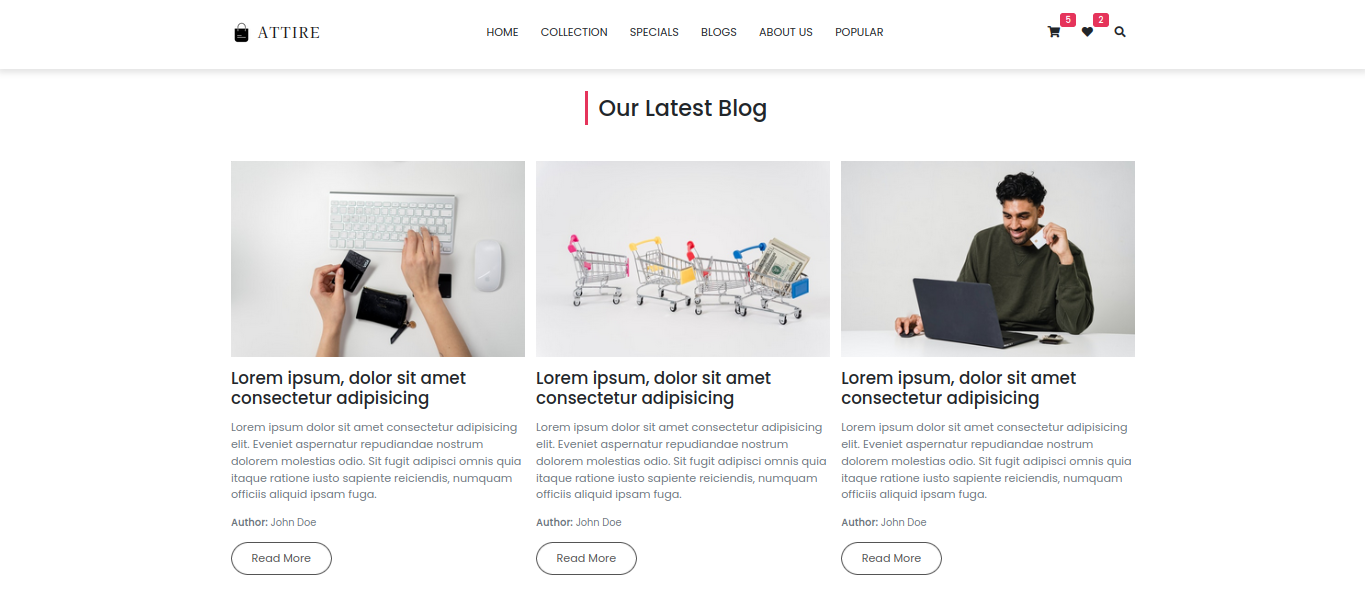 ATTIRE
HOME COLLECTION SPECIALS BLOGS ABOUT US POPULAR
5 2
Our Latest Blog
Lorem ipsum, dolor sit amet
consectetur adipisicing
Lorem ipsum dolor sit amet consectetur adipisicing
elit. Eveniet aspernatur repudiandae nostrum
dolorem molestias odio. Sit fugit adipisci omnis quia
itaque ratione iusto sapiente reiciendis, numquam
officiis aliquid ipsam fuga.
Author: John Doe
Read More
Lorem ipsum, dolor sit amet
consectetur adipisicing
Lorem ipsum dolor sit amet consectetur adipisicing
elit. Eveniet aspernatur repudiandae nostrum
dolorem molestias odio. Sit fugit adipisci omnis quia
itaque ratione iusto sapiente reiciendis, numquam
officiis aliquid ipsam fuga.
Author: John Doe
Read More
Lorem ipsum, dolor sit amet
consectetur adipisicing
Lorem ipsum dolor sit amet consectetur adipisicing
elit. Eveniet aspernatur repudiandae nostrum
dolorem molestias odio. Sit fugit adipisci omnis quia
itaque ratione iusto sapiente reiciendis, numquam
officiis aliquid ipsam fuga.
Author: John Doe
Read More